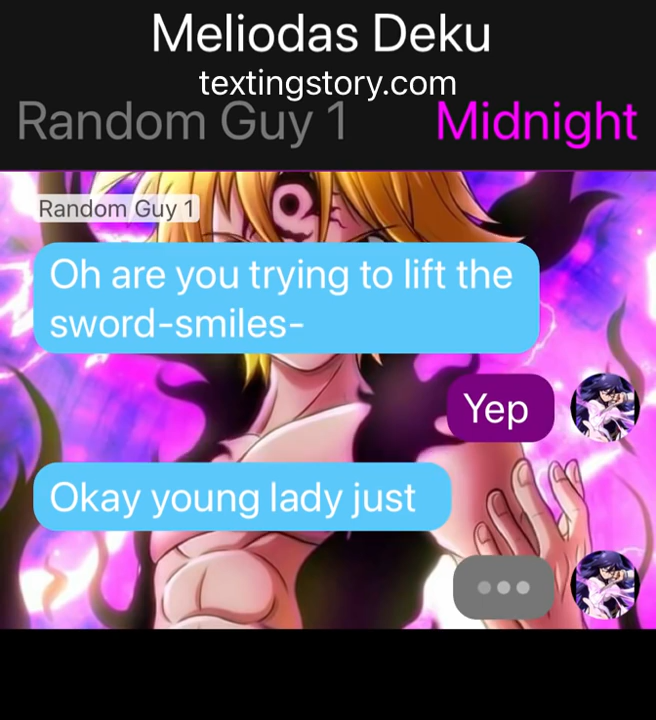 Meliodas Deku
textingstory.com
Random Guy 1 Midnight
Random Guy 1
Oh are you trying to lift the
sword-smiles-
Yep
Okay young lady just